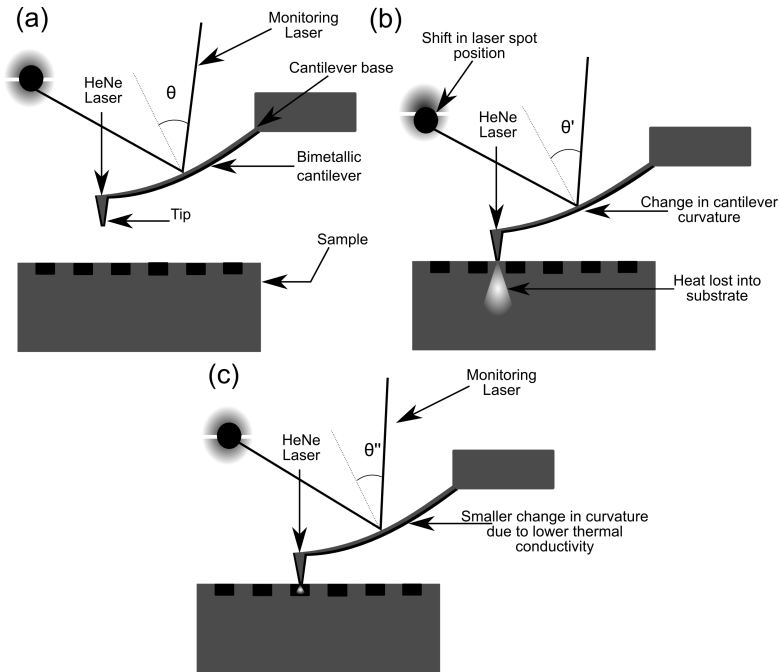 (a)
Monitoring
Laser
HeNe
Laser
θ
Cantilever base
Bimetallic
cantilever
Tip
Sample
(b)
Shift in laser spot
position
HeNe
Laser
θ'
Change in cantilever
curvature
Heat lost into
substrate
(c)
Monitoring
Laser
HeNe
Laser
θ"
Smaller change in curvature
due to lower thermal
conductivity